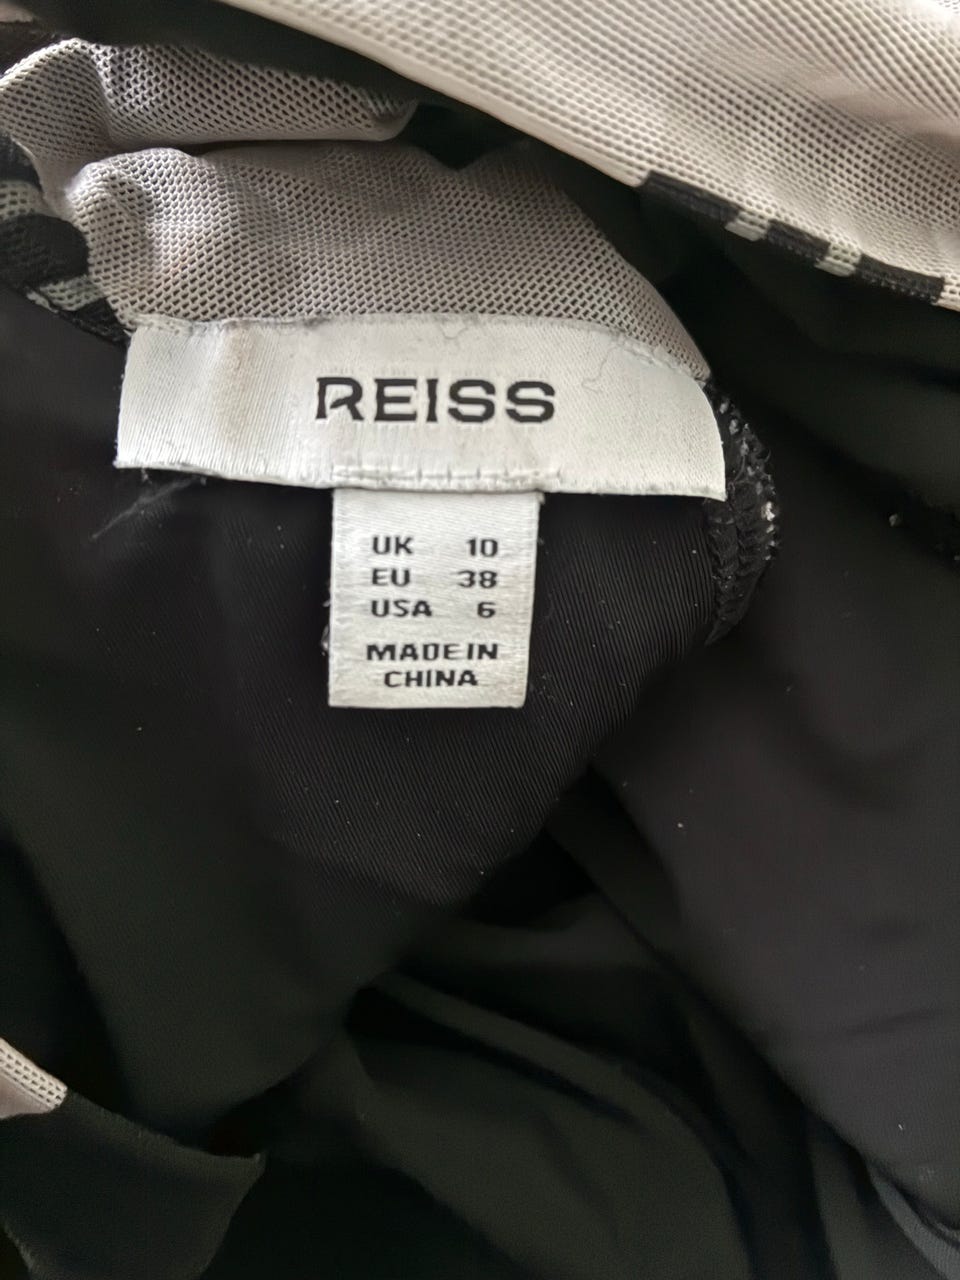 REISS
UK 10
EU 38
USA 6
MADE IN
CHINA